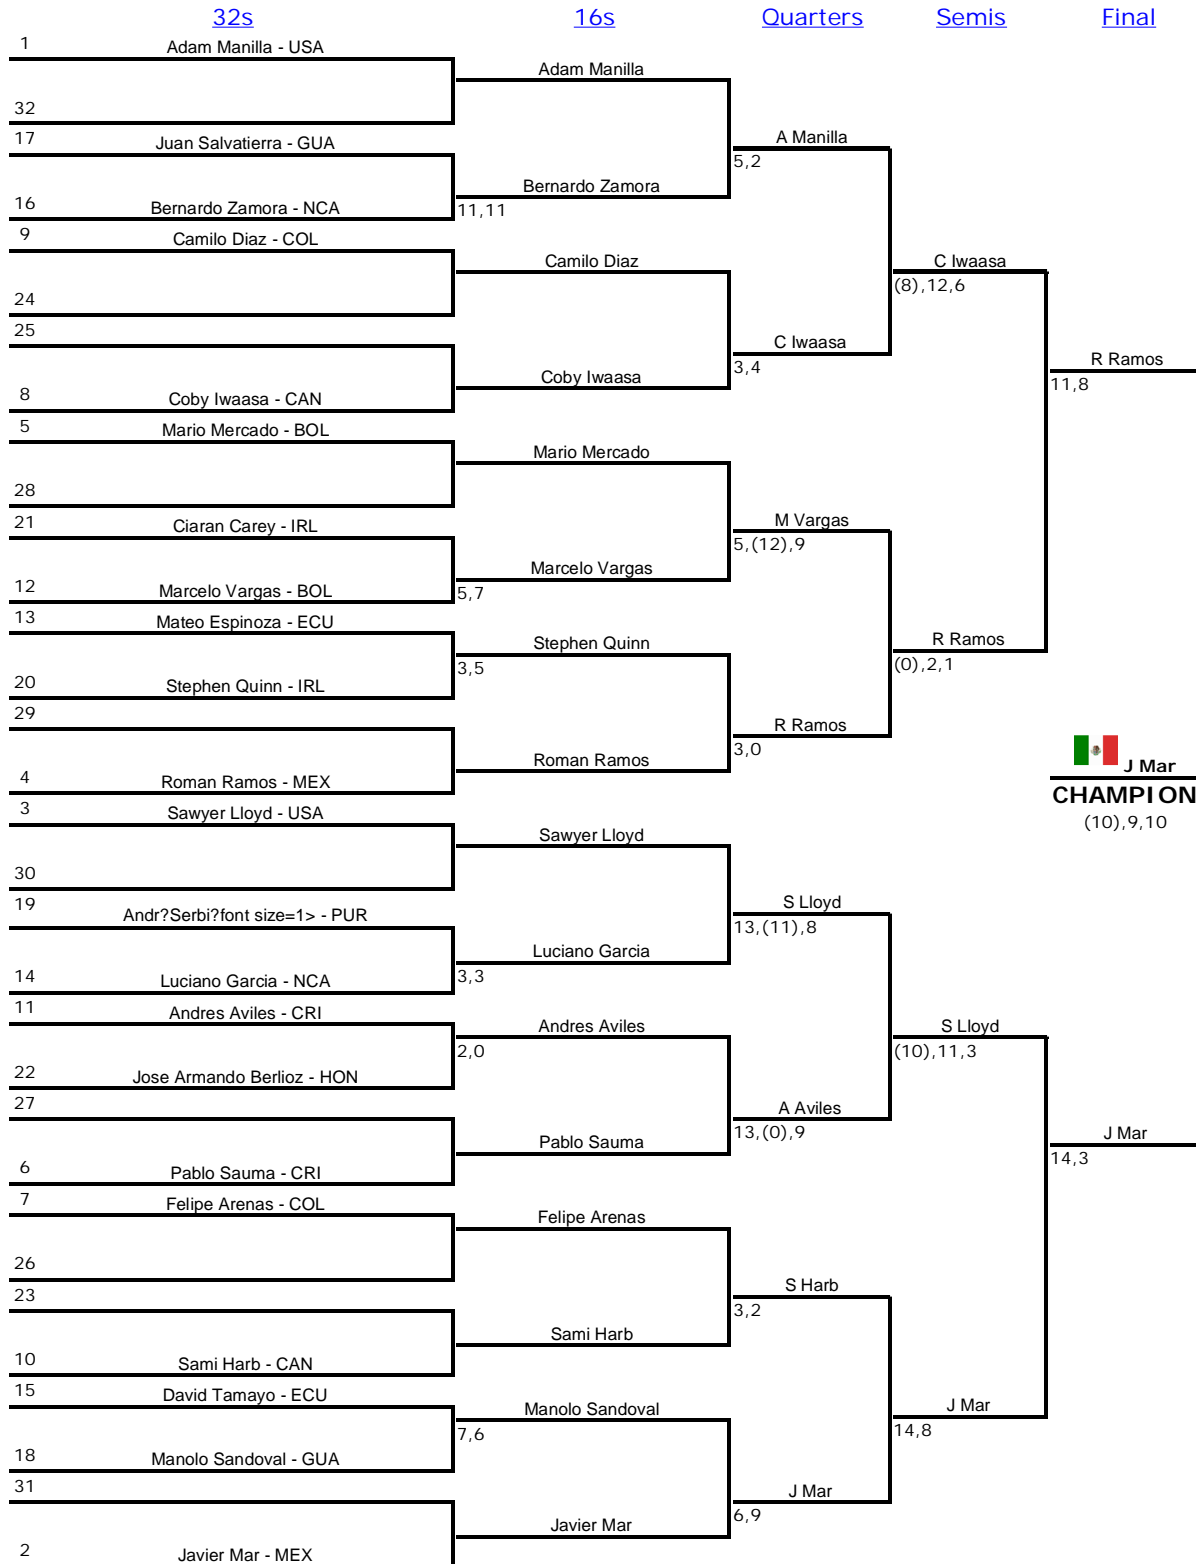 32s 16s Quarters Semis Final
1 Adam Manilla - USA
Adam Manilla
32
17 Juan Salvatierra - GUA
A Manilla
5,2
16 Bernardo Zamora - NCA
Bernardo Zamora
11,11
9 Camilo Diaz - COL
Camilo Diaz
C Iwaasa
(8),12,6
24
25
C Iwaasa
3,4
R Ramos
11,8
8 Coby Iwaasa - CAN
Coby Iwaasa
5 Mario Mercado - BOL
Mario Mercado
28
21 Ciaran Carey - IRL
M Vargas
5,(12),9
12 Marcelo Vargas - BOL
Marcelo Vargas
5,7
13 Mateo Espinoza - ECU
Stephen Quinn
3,5
R Ramos
(0),2,1
20 Stephen Quinn - IRL
29
R Ramos
3,0
4 Roman Ramos - MEX
Roman Ramos
J Mar
CHAMPION
(10),9,10
3 Sawyer Lloyd - USA
Sawyer Lloyd
30
19 Andr?Serbi?font size=1> - PUR
S Lloyd
13,(11),8
14 Luciano Garcia - NCA
Luciano Garcia
3,3
11 Andres Aviles - CRI
Andres Aviles
2,0
S Lloyd
(10),11,3
22 Jose Armando Berlioz - HON
27
A Aviles
13,(0),9
J Mar
14,3
6 Pablo Sauma - CRI
Pablo Sauma
7 Felipe Arenas - COL
Felipe Arenas
26
23
S Harb
3,2
10 Sami Harb - CAN
Sami Harb
15 David Tamayo - ECU
Manolo Sandoval
7,6
J Mar
14,8
18 Manolo Sandoval - GUA
31
J Mar
6,9
2 Javier Mar - MEX
Javier Mar